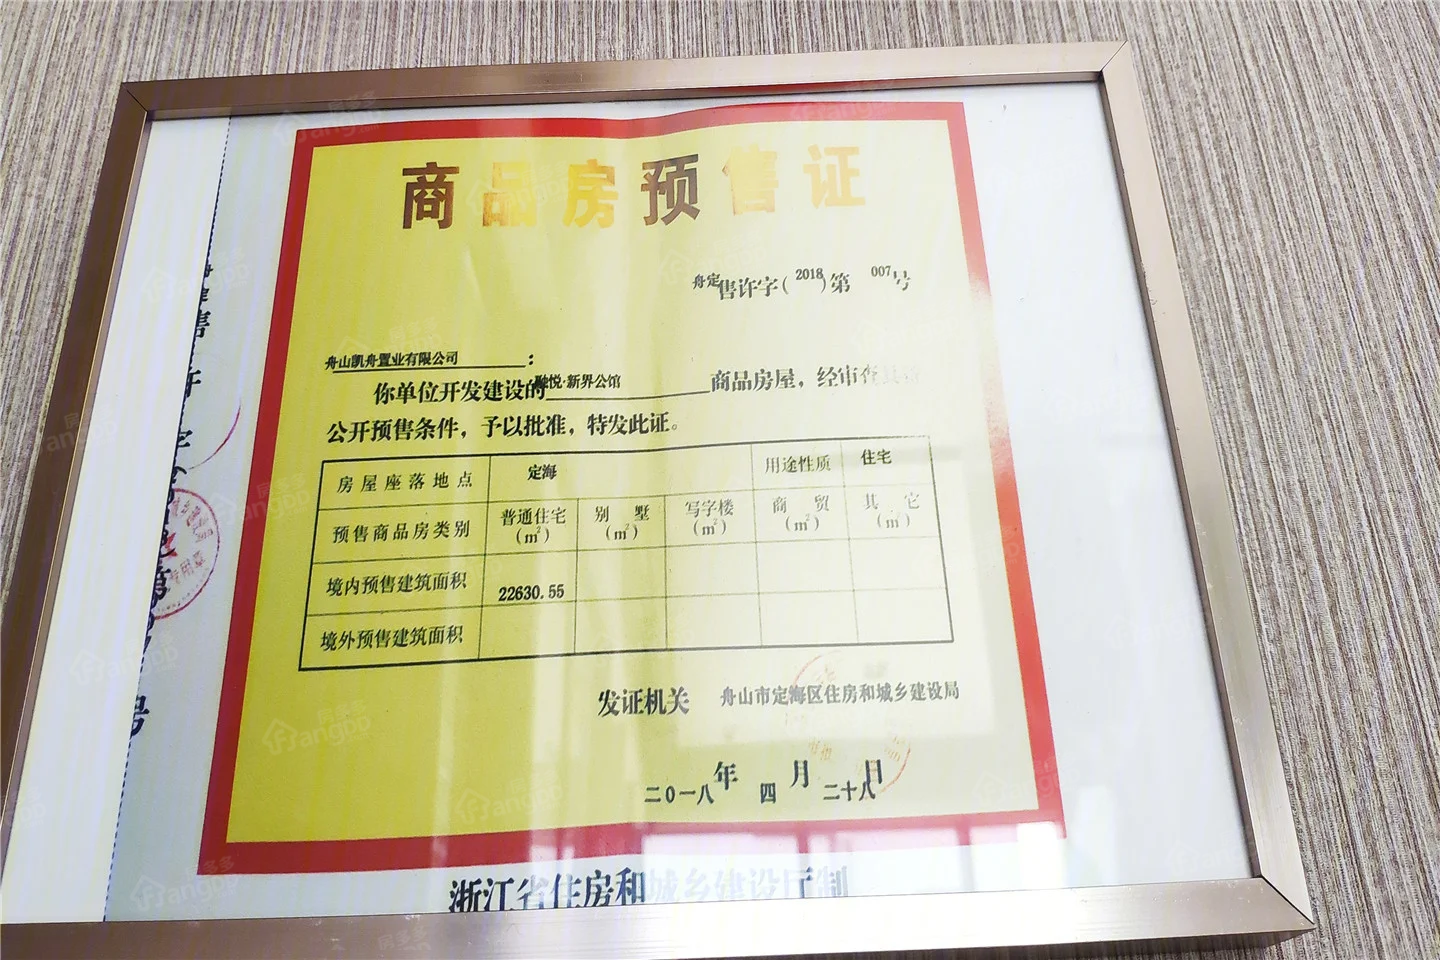 商品房预售证
舟定售许字(2018)第007号
舟山凯舟置业有限公司:
你单位开发建设的融悦·新界公馆商品房屋，经审查
公开预售条件，予以批准，特发此证。
房屋座落地点 定海 用途性质 住宅
预售商品房类别 普通住宅(㎡) 别墅(㎡) 写字楼(㎡) 商贸(㎡) 其它(㎡)
境内预售建筑面积 22630.55
境外预售建筑面积
发证机关 舟山市定海区住房和城乡建设局
二〇一八年四月二十八日
浙江省住房和城乡建设厅制